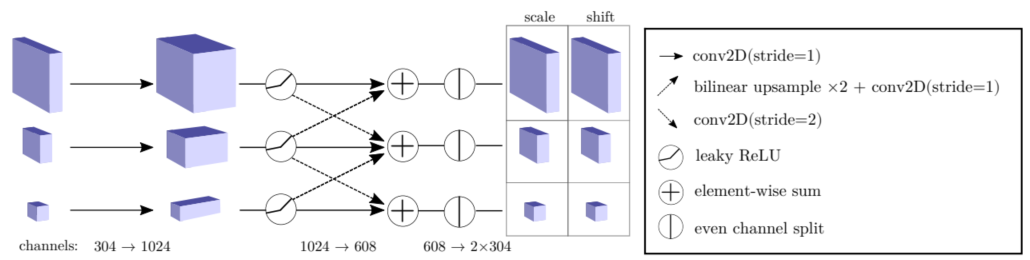 scale shift
conv2D(stride=1)
bilinear upsample ×2 + conv2D(stride=1)
conv2D(stride=2)
leaky ReLU
element-wise sum
even channel split
channels: 304 → 1024 1024 → 608 608 → 2×304